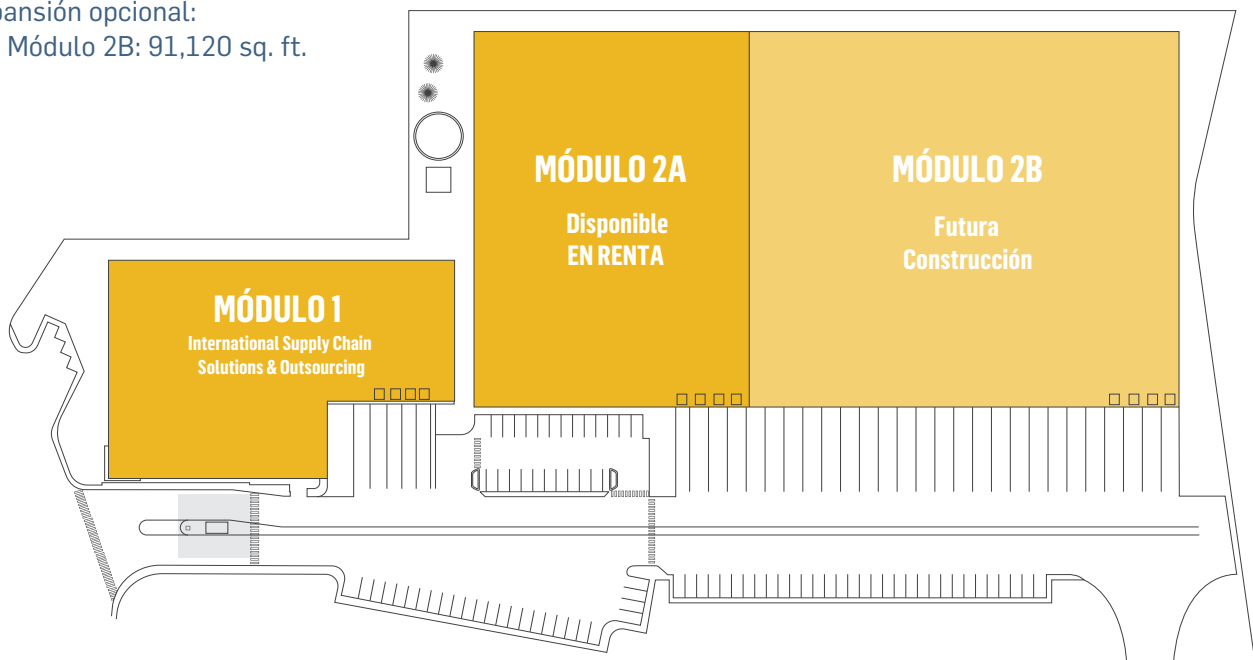 pansión opcional:
Módulo 2B: 91,120 sq. ft.
MÓDULO 2A
Disponible
EN RENTA
MÓDULO 2B
Futura
Construcción
MÓDULO 1
International Supply Chain
Solutions & Outsourcing